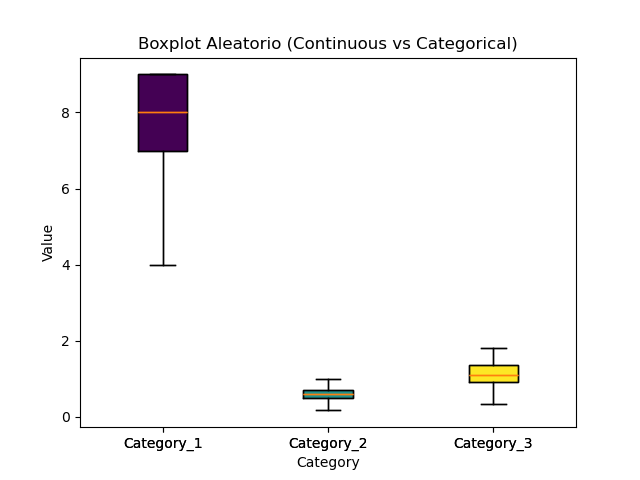 Boxplot Aleatorio (Continuous vs Categorical)
8
6
4
2
0
Value
Category_1 Category_2 Category_3
Category